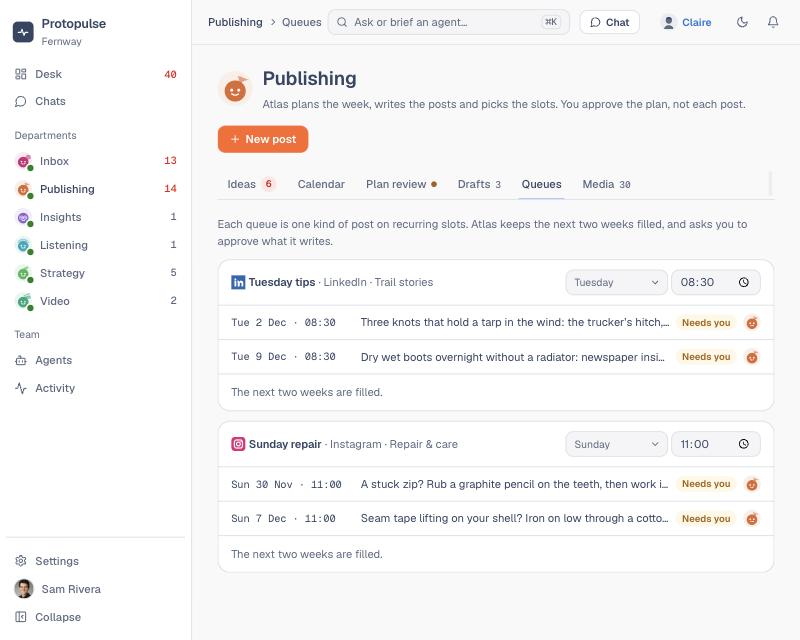 Protopulse
Fernway
Desk 40
Chats
Departments
Inbox 13
Publishing 14
Insights 1
Listening 1
Strategy 5
Video 2
Team
Agents
Activity
Settings
Sam Rivera
Collapse
Publishing > Queues
Ask or brief an agent… ⌘K
Chat
Claire
Publishing
Atlas plans the week, writes the posts and picks the slots. You approve the plan, not each post.
+ New post
Ideas 6 Calendar Plan review Drafts 3 Queues Media 30
Each queue is one kind of post on recurring slots. Atlas keeps the next two weeks filled, and asks you to
approve what it writes.
in Tuesday tips · LinkedIn · Trail stories Tuesday 08:30
Tue 2 Dec · 08:30 Three knots that hold a tarp in the wind: the trucker's hitch,… Needs you
Tue 9 Dec · 08:30 Dry wet boots overnight without a radiator: newspaper insi… Needs you
The next two weeks are filled.
Sunday repair · Instagram · Repair & care Sunday 11:00
Sun 30 Nov · 11:00 A stuck zip? Rub a graphite pencil on the teeth, then work i… Needs you
Sun 7 Dec · 11:00 Seam tape lifting on your shell? Iron on low through a cotto… Needs you
The next two weeks are filled.